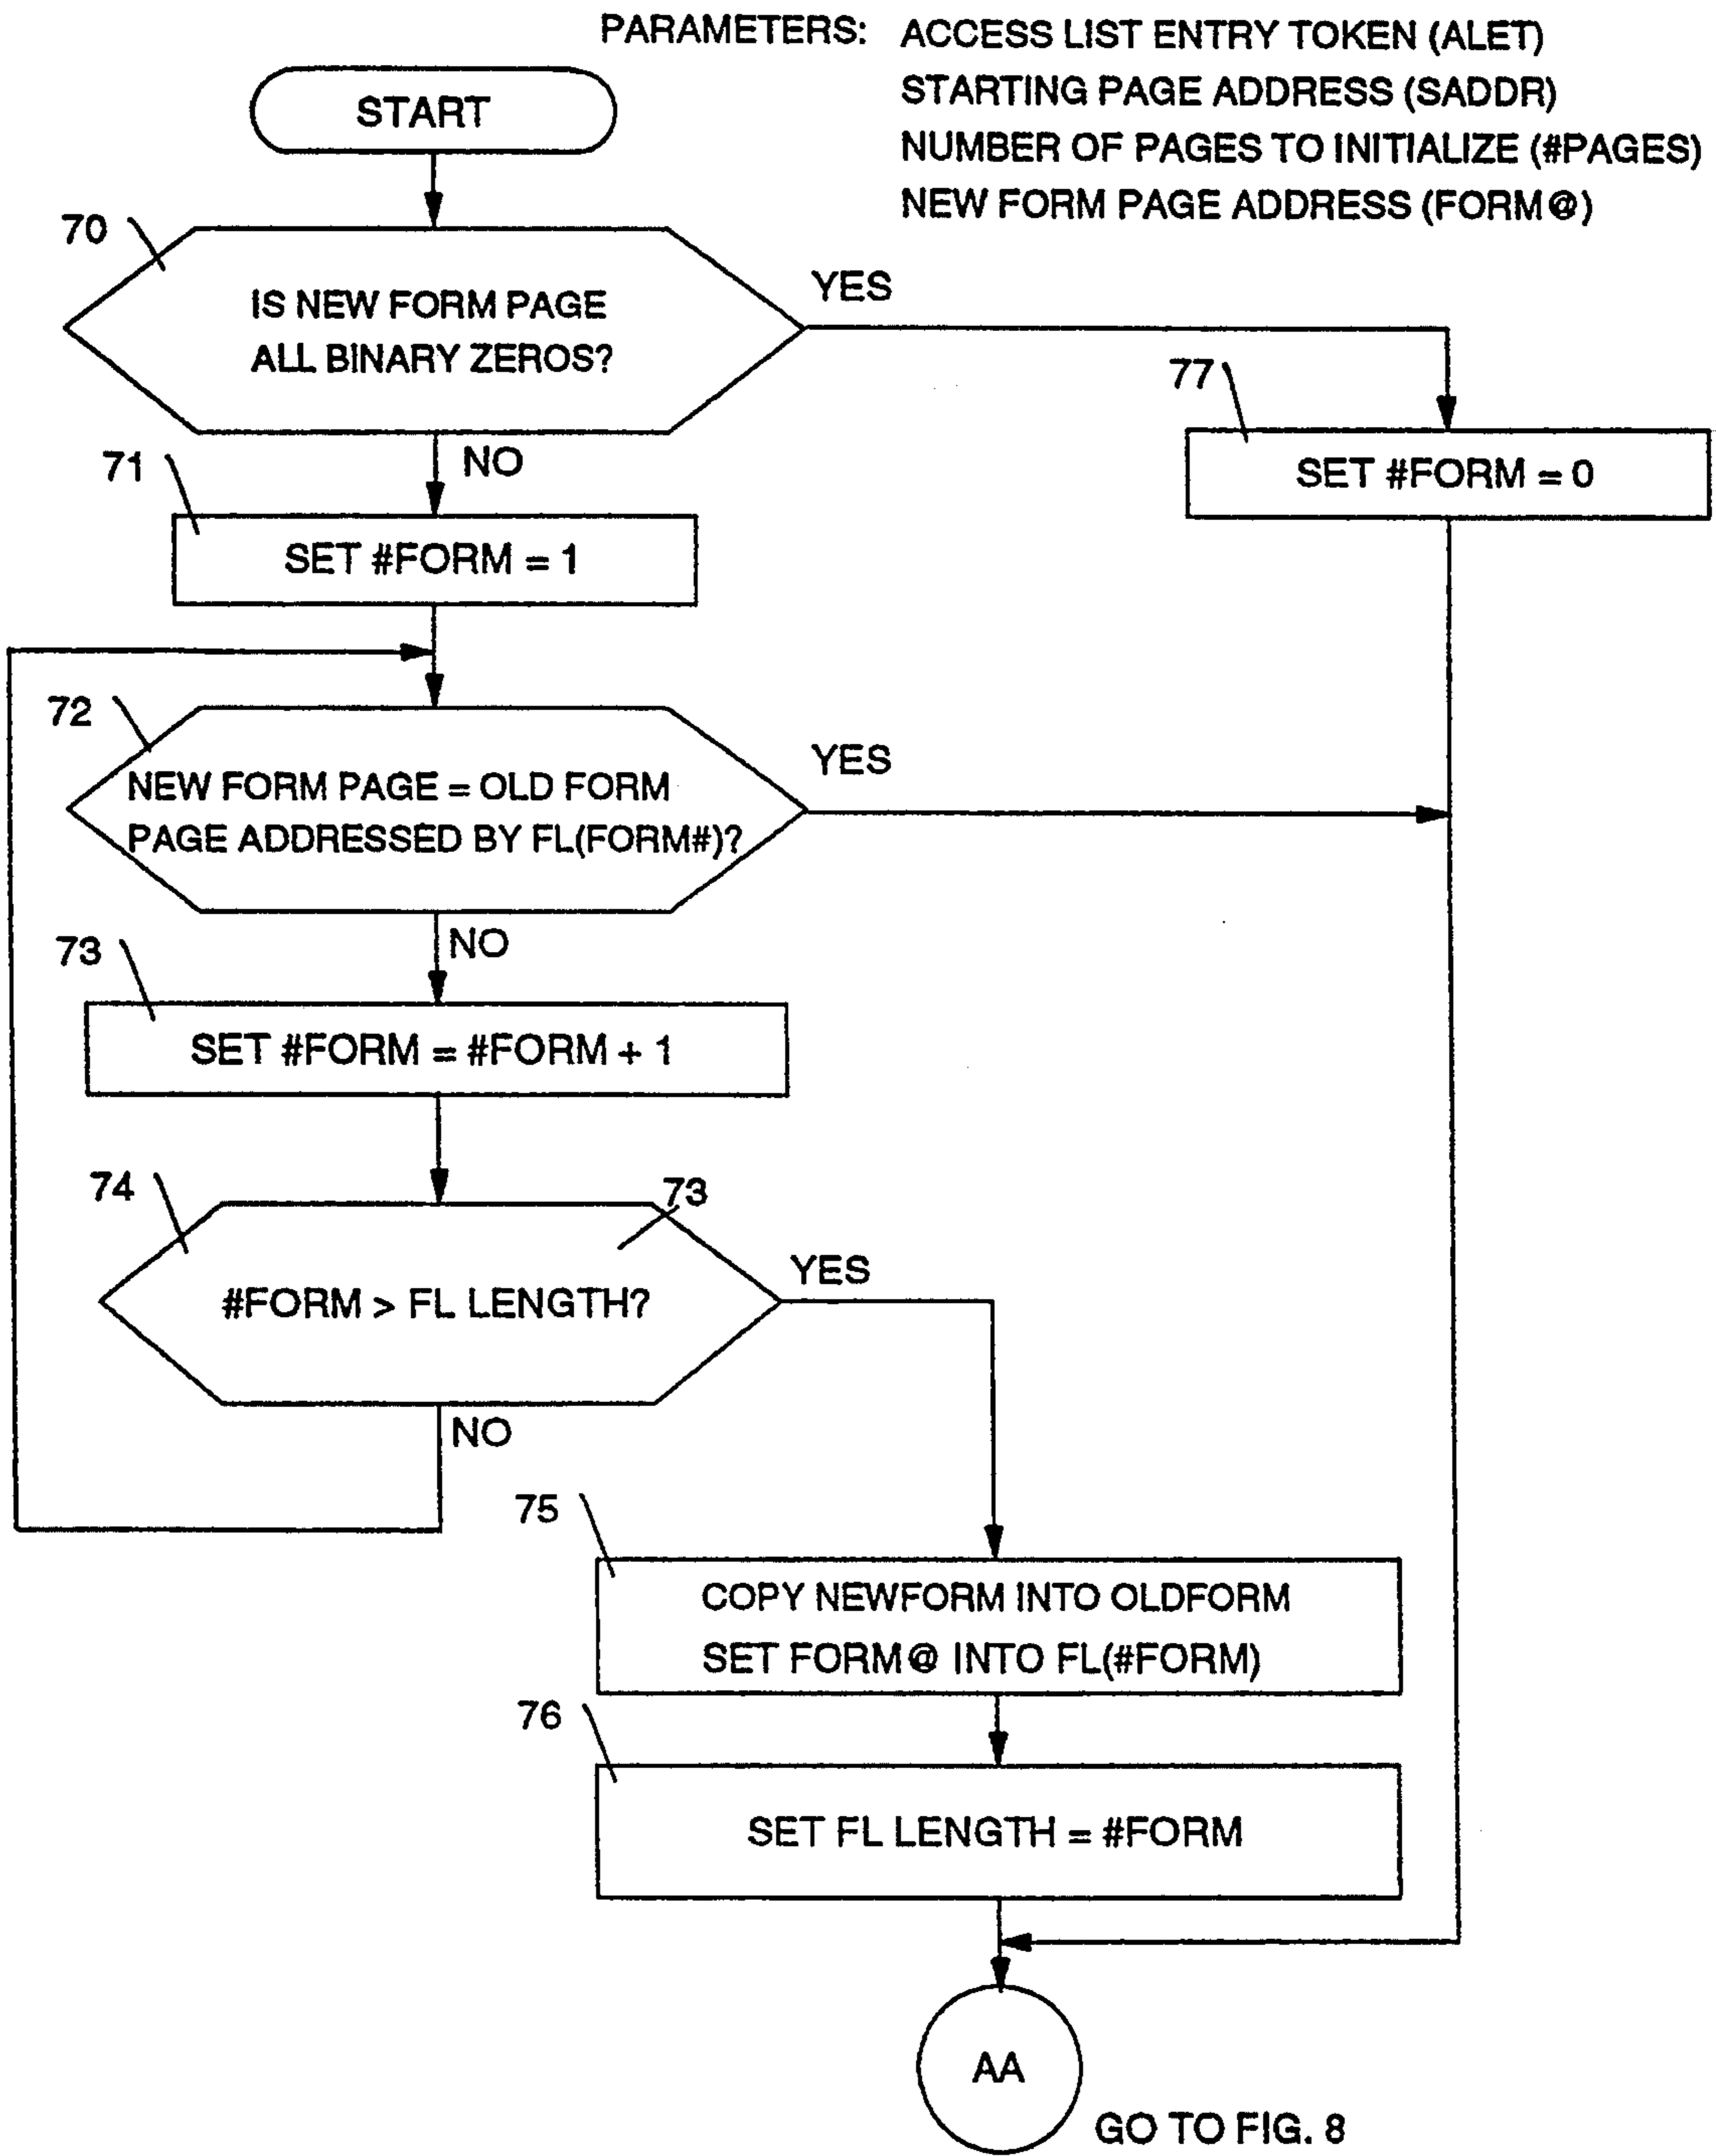 PARAMETERS: ACCESS LIST ENTRY TOKEN (ALET)
STARTING PAGE ADDRESS (SADDR)
NUMBER OF PAGES TO INITIALIZE (#PAGES)
NEW FORM PAGE ADDRESS (FORM@)
START
70
IS NEW FORM PAGE
ALL BINARY ZEROS?
YES
77
SET #FORM = 0
NO
71
SET #FORM = 1
72
NEW FORM PAGE = OLD FORM
PAGE ADDRESSED BY FL(FORM#)?
YES
NO
73
SET #FORM = #FORM + 1
74
73
#FORM > FL LENGTH?
YES
NO
75
COPY NEWFORM INTO OLDFORM
SET FORM@ INTO FL(#FORM)
76
SET FL LENGTH = #FORM
AA
GO TO FIG. 8